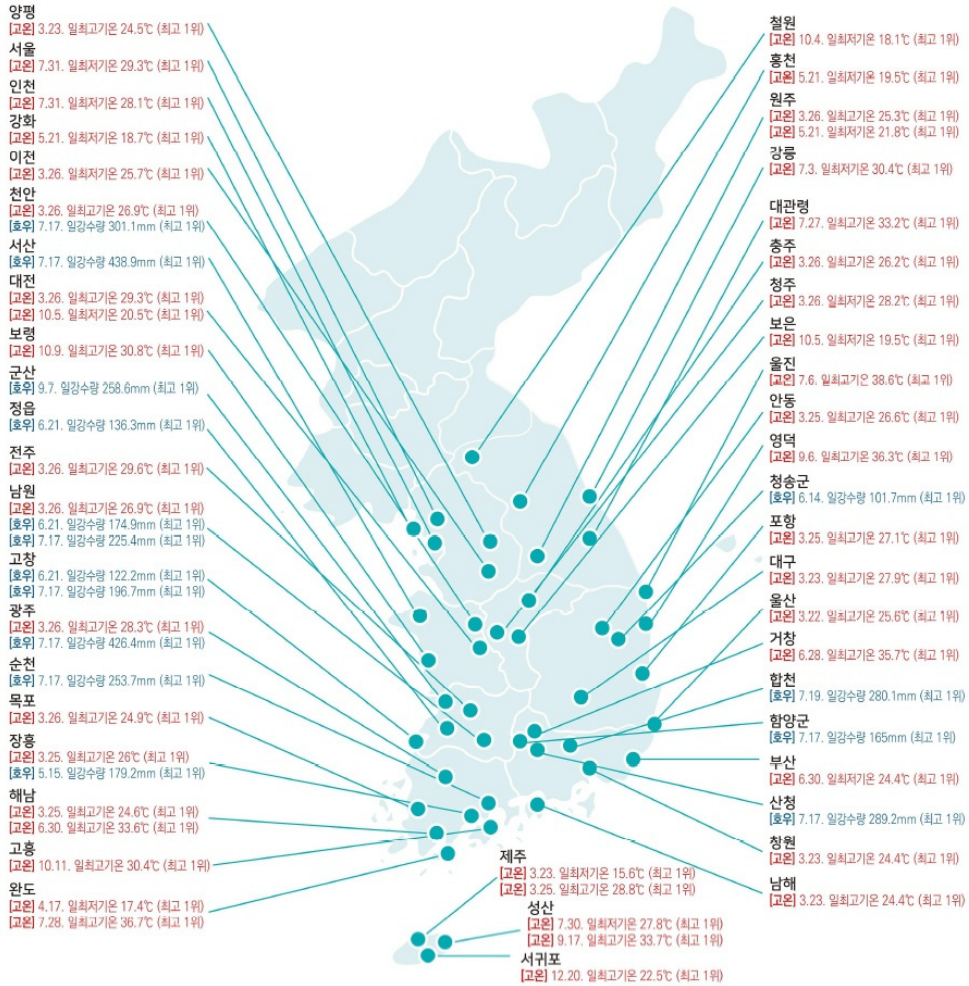 양평
[고온] 3.23. 일최고기온 24.5℃ (최고 1위)
서울
[고온] 7.31. 일최저기온 29.3℃ (최고 1위)
인천
[고온] 7.31. 일최저기온 28.1℃ (최고 1위)
강화
[고온] 5.21. 일최저기온 18.7℃ (최고 1위)
이천
[고온] 3.26. 일최저기온 25.7℃ (최고 1위)
천안
[고온] 3.26. 일최고기온 26.9℃ (최고 1위)
[호우] 7.17. 일강수량 301.1mm (최고 1위)
서산
[호우] 7.17. 일강수량 438.9mm (최고 1위)
대전
[고온] 3.26. 일최고기온 29.3℃ (최고 1위)
[고온] 10.5. 일최저기온 20.5℃ (최고 1위)
보령
[고온] 10.9. 일최고기온 30.8℃ (최고 1위)
군산
[호우] 9.7. 일강수량 258.6mm (최고 1위)
정읍
[호우] 6.21. 일강수량 136.3mm (최고 1위)
전주
[고온] 3.26. 일최고기온 29.6℃ (최고 1위)
남원
[고온] 3.26. 일최고기온 26.9℃ (최고 1위)
[호우] 6.21. 일강수량 174.9mm (최고 1위)
[호우] 7.17. 일강수량 225.4mm (최고 1위)
고창
[호우] 6.21. 일강수량 122.2mm (최고 1위)
[호우] 7.17. 일강수량 196.7mm (최고 1위)
광주
[고온] 3.26. 일최고기온 28.3℃ (최고 1위)
[호우] 7.17. 일강수량 426.4mm (최고 1위)
순천
[호우] 7.17. 일강수량 253.7mm (최고 1위)
목포
[고온] 3.26. 일최고기온 24.9℃ (최고 1위)
장흥
[고온] 3.25. 일최고기온 26℃ (최고 1위)
[호우] 5.15. 일강수량 179.2mm (최고 1위)
해남
[고온] 3.25. 일최고기온 24.6℃ (최고 1위)
[고온] 6.30. 일최고기온 33.6℃ (최고 1위)
고흥
[고온] 10.11. 일최고기온 30.4℃ (최고 1위)
완도
[고온] 4.17. 일최저기온 17.4℃ (최고 1위)
[고온] 7.28. 일최고기온 36.7℃ (최고 1위)
철원
[고온] 10.4. 일최저기온 18.1℃ (최고 1위)
홍천
[고온] 5.21. 일최저기온 19.5℃ (최고 1위)
원주
[고온] 3.26. 일최고기온 25.3℃ (최고 1위)
[고온] 5.21. 일최저기온 21.8℃ (최고 1위)
강릉
[고온] 7.3. 일최저기온 30.4℃ (최고 1위)
대관령
[고온] 7.27. 일최고기온 33.2℃ (최고 1위)
충주
[고온] 3.26. 일최고기온 26.2℃ (최고 1위)
청주
[고온] 3.26. 일최저기온 28.2℃ (최고 1위)
보은
[고온] 10.5. 일최저기온 19.5℃ (최고 1위)
울진
[고온] 7.6. 일최고기온 38.6℃ (최고 1위)
안동
[고온] 3.25. 일최고기온 26.6℃ (최고 1위)
영덕
[고온] 9.6. 일최고기온 36.3℃ (최고 1위)
청송군
[호우] 6.14. 일강수량 101.7mm (최고 1위)
포항
[고온] 3.25. 일최고기온 27.1℃ (최고 1위)
대구
[고온] 3.23. 일최고기온 27.9℃ (최고 1위)
울산
[고온] 3.22. 일최고기온 25.6℃ (최고 1위)
거창
[고온] 6.28. 일최고기온 35.7℃ (최고 1위)
합천
[호우] 7.19. 일강수량 280.1mm (최고 1위)
함양군
[호우] 7.17. 일강수량 165mm (최고 1위)
부산
[고온] 6.30. 일최저기온 24.4℃ (최고 1위)
산청
[호우] 7.17. 일강수량 289.2mm (최고 1위)
창원
[고온] 3.23. 일최고기온 24.4℃ (최고 1위)
남해
[고온] 3.23. 일최고기온 24.4℃ (최고 1위)
제주
[고온] 3.23. 일최저기온 15.6℃ (최고 1위)
[고온] 3.25. 일최고기온 28.8℃ (최고 1위)
성산
[고온] 7.30. 일최저기온 27.8℃ (최고 1위)
[고온] 9.17. 일최고기온 33.7℃ (최고 1위)
서귀포
[고온] 12.20. 일최고기온 22.5℃ (최고 1위)